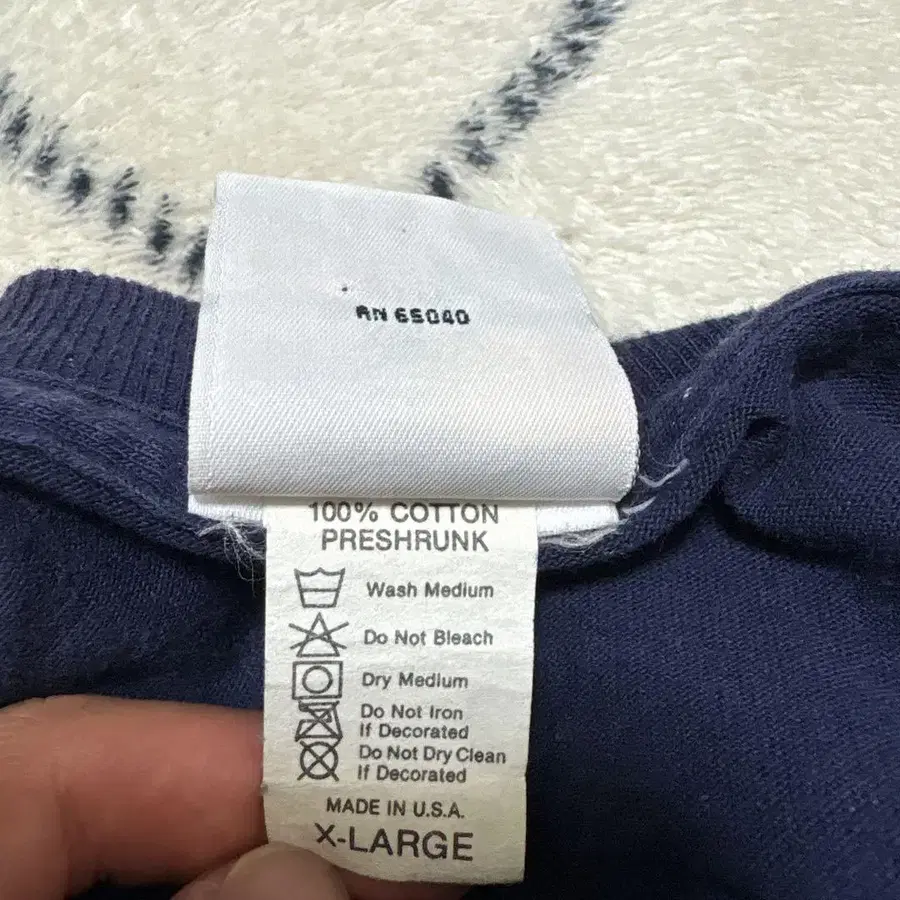 RN 65040
100% COTTON
PRESHRUNK
Wash Medium
Do Not Bleach
Dry Medium
Do Not Iron
If Decorated
Do Not Dry Clean
If Decorated
MADE IN U.S.A.
X-LARGE